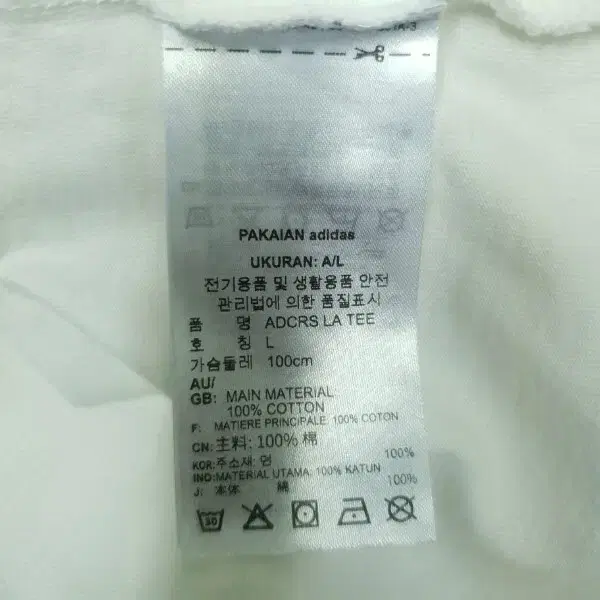 PAKAIAN adidas
UKURAN: A/L
전기용품 및 생활용품 안전
관리법에 의한 품질표시
품 명 ADCRS LA TEE
호 칭 L
가슴둘레 100cm
AU/
GB: MAIN MATERIAL
100% COTTON
F: MATIERE PRINCIPALE: 100% COTON
CN: 主料: 100% 棉
KOR: 주소재: 면 100%
IND: MATERIAL UTAMA: 100% KATUN
J: 本体 綿 100%
30